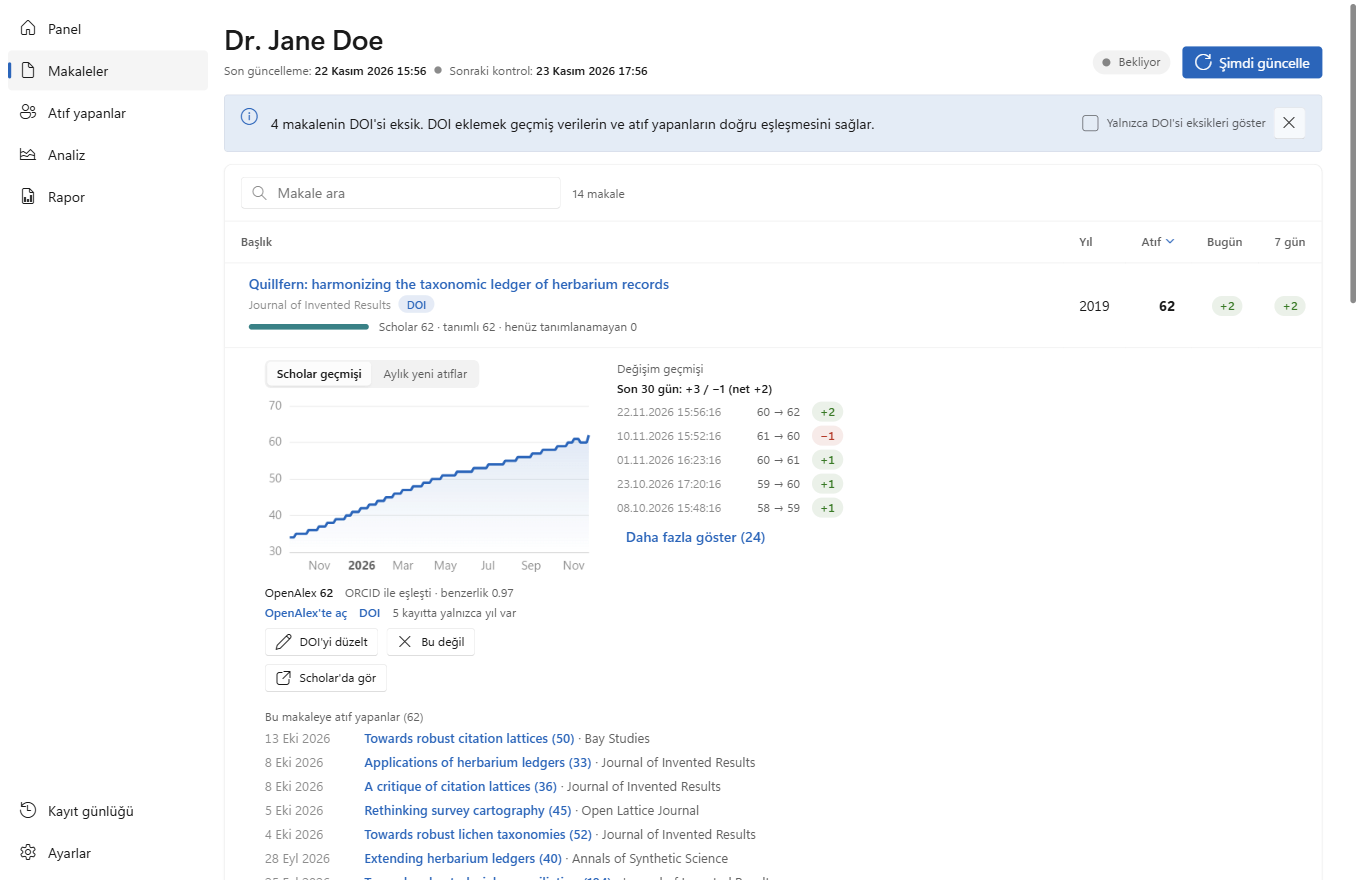 Panel
Makaleler
Atıf yapanlar
Analiz
Rapor
Kayıt günlüğü
Ayarlar
Dr. Jane Doe
Son güncelleme: 22 Kasım 2026 15:56 ● Sonraki kontrol: 23 Kasım 2026 17:56
Bekliyor
Şimdi güncelle
4 makalenin DOI'si eksik. DOI eklemek geçmiş verilerin ve atıf yapanların doğru eşleşmesini sağlar.
Yalnızca DOI'si eksikleri göster
Makale ara
14 makale
Başlık Yıl Atıf Bugün 7 gün
Quillfern: harmonizing the taxonomic ledger of herbarium records
Journal of Invented Results DOI
Scholar 62 · tanımlı 62 · henüz tanımlanamayan 0
2019 62 +2 +2
Scholar geçmişi Aylık yeni atıflar
70
60
50
40
30
Nov 2026 Mar May Jul Sep Nov
Değişim geçmişi
Son 30 gün: +3 / −1 (net +2)
22.11.2026 15:56:16 60 → 62 +2
10.11.2026 15:52:16 61 → 60 −1
01.11.2026 16:23:16 60 → 61 +1
23.10.2026 17:20:16 59 → 60 +1
08.10.2026 15:48:16 58 → 59 +1
Daha fazla göster (24)
OpenAlex 62 ORCID ile eşleşti · benzerlik 0.97
OpenAlex'te aç DOI 5 kayıtta yalnızca yıl var
DOI'yi düzelt Bu değil
Scholar'da gör
Bu makaleye atıf yapanlar (62)
13 Eki 2026 Towards robust citation lattices (50) · Bay Studies
8 Eki 2026 Applications of herbarium ledgers (33) · Journal of Invented Results
8 Eki 2026 A critique of citation lattices (36) · Journal of Invented Results
5 Eki 2026 Rethinking survey cartography (45) · Open Lattice Journal
4 Eki 2026 Towards robust lichen taxonomies (52) · Journal of Invented Results
28 Eyl 2026 Extending herbarium ledgers (40) · Annals of Synthetic Science